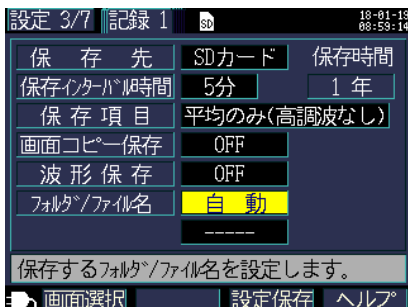 設定 3/7 記録 1 SD 18-01-19
08:59:14
保存先 SDカード 保存時間
保存インターバル時間 5分 1年
保存項目 平均のみ(高調波なし)
画面コピー保存 OFF
波形保存 OFF
フォルダ/ファイル名 自動
-----
保存するフォルダ/ファイル名を設定します。
画面選択 設定保存 ヘルプ